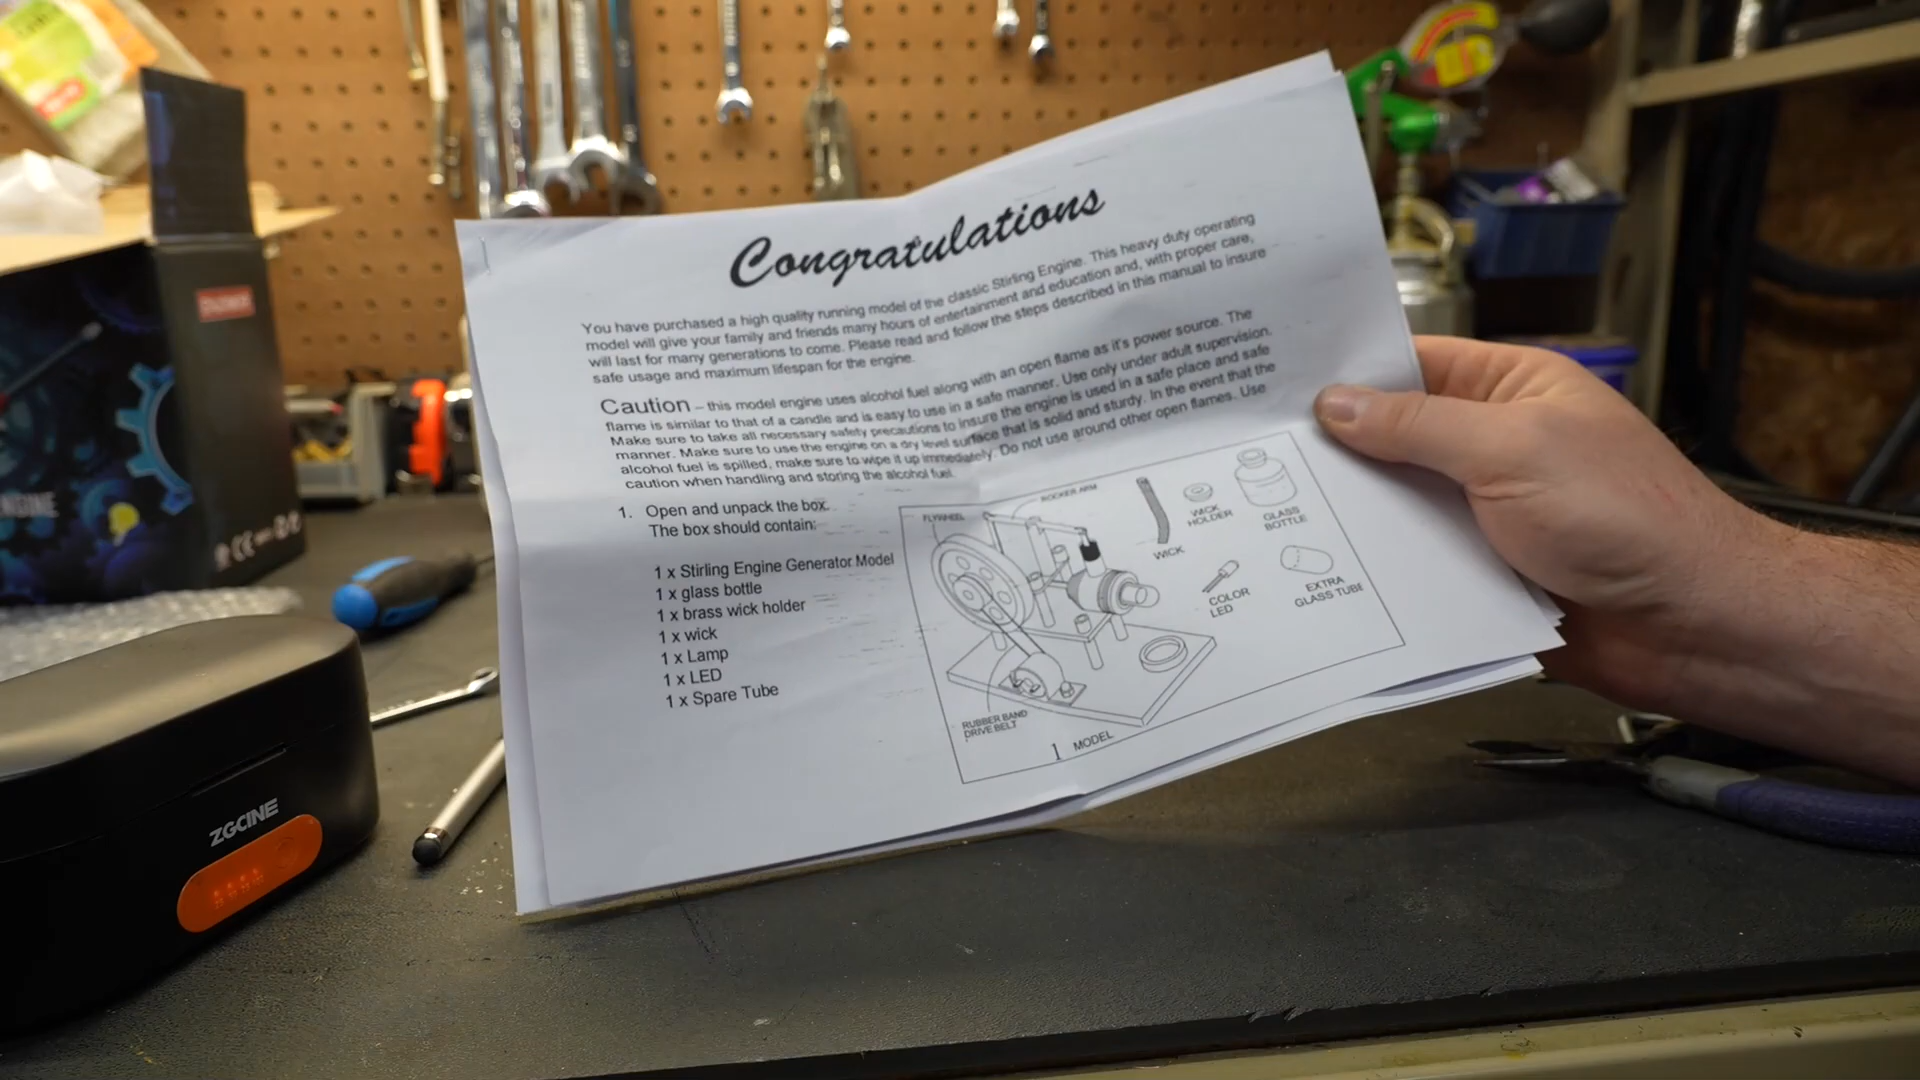 Congratulations
You have purchased a high quality running model of the classic Stirling Engine. This heavy duty operating
model will give your family and friends many hours of entertainment and education and, with proper care,
will last for many generations to come. Please read and follow the steps described in this manual to insure
safe usage and maximum lifespan for the engine.
Caution – this model engine uses alcohol fuel along with an open flame as it's power source. The
flame is similar to that of a candle and is easy to use in a safe manner. Use only under adult supervision.
Make sure to take all necessary safety precautions to insure the engine is used in a safe place and safe
manner. Make sure to use the engine on a dry level surface that is solid and sturdy. In the event that the
alcohol fuel is spilled, make sure to wipe it up immediately. Do not use around other open flames. Use
caution when handling and storing the alcohol fuel.
1. Open and unpack the box.
The box should contain:
1 x Stirling Engine Generator Model
1 x glass bottle
1 x brass wick holder
1 x wick
1 x Lamp
1 x LED
1 x Spare Tube
FLYWHEEL
ROCKER ARM
WICK
WICK
HOLDER
GLASS
BOTTLE
COLOR
LED
EXTRA
GLASS TUBE
RUBBER BAND
DRIVE BELT
1 MODEL
ZGCINE